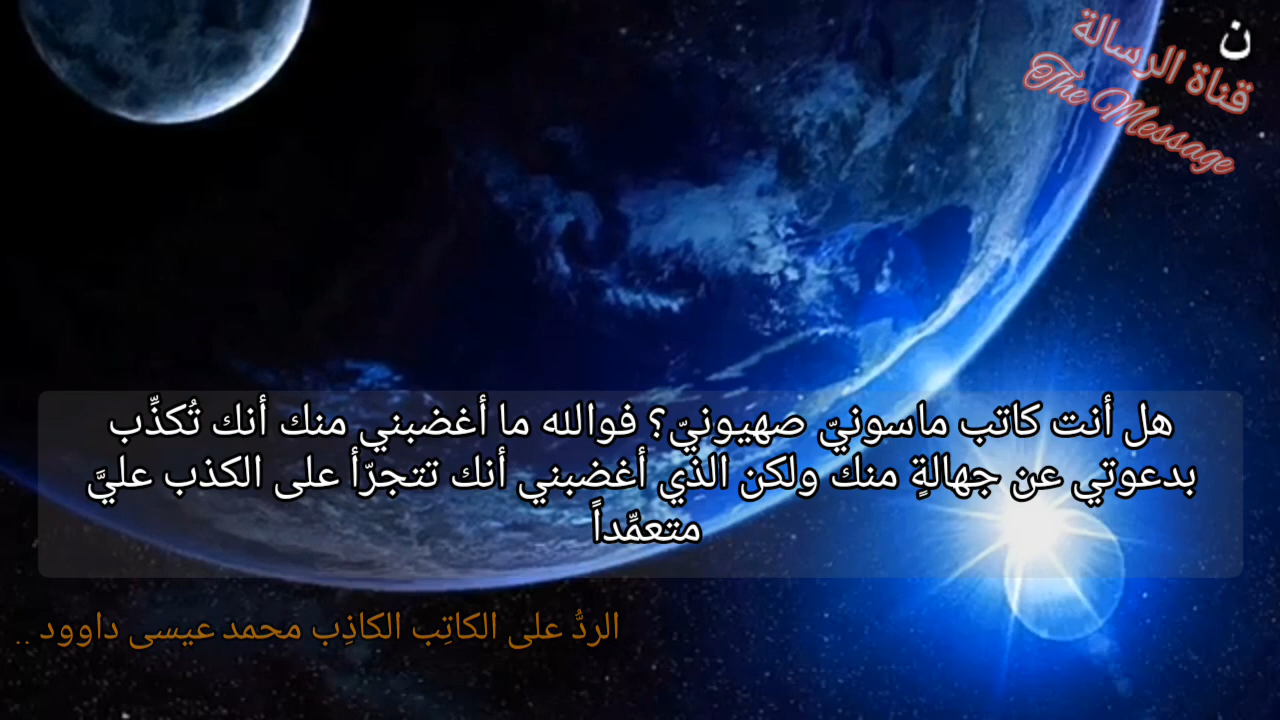 ن
قناة الرسالة
The Message
هل أنت كاتب ماسونيّ صهيونيّ؟ فوالله ما أغضبني منك أنك تُكذِّب
بدعوتي عن جهالةٍ منك ولكن الذي أغضبني أنك تتجرّأ على الكذب عليَّ
متعمِّداً
الردُّ على الكاتِب الكاذِب محمد عيسى داوود ..